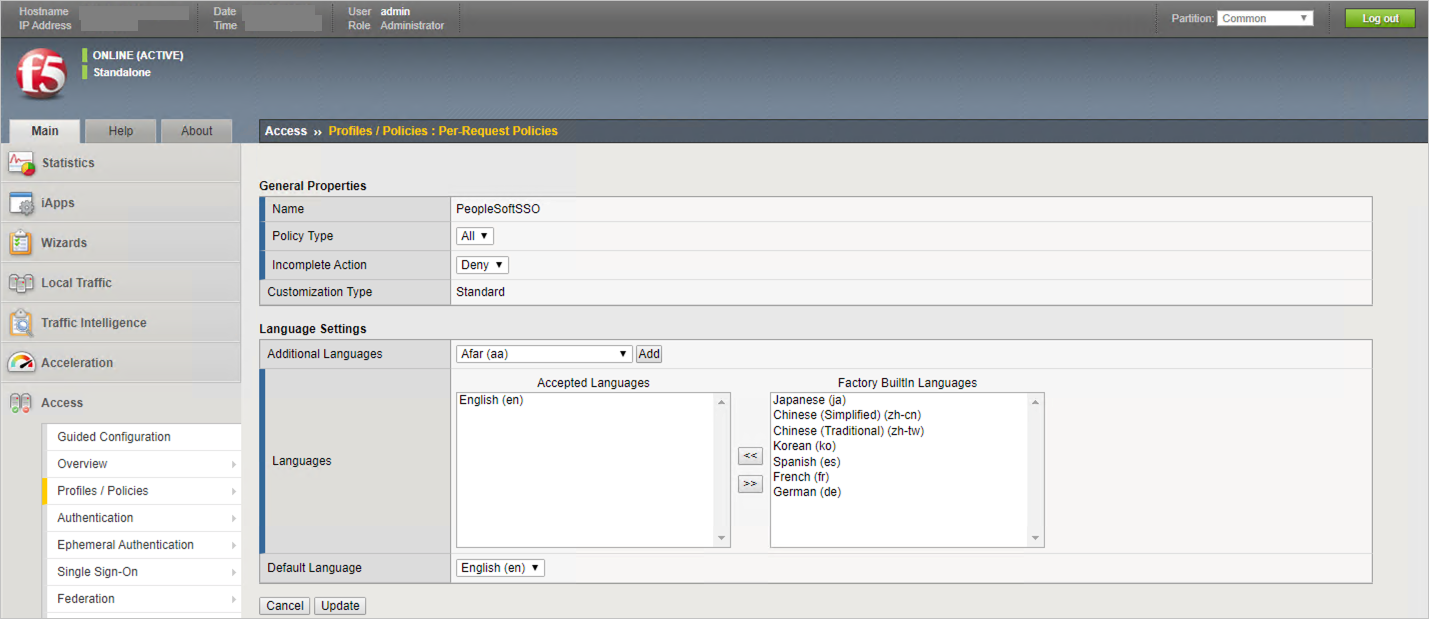 Hostname
IP Address
Date
Time
User admin
Role Administrator
Partition: Common
Log out
f5
ONLINE (ACTIVE)
Standalone
Main Help About
Access ›› Profiles / Policies : Per-Request Policies
Statistics
iApps
Wizards
Local Traffic
Traffic Intelligence
Acceleration
Access
Guided Configuration
Overview
Profiles / Policies
Authentication
Ephemeral Authentication
Single Sign-On
Federation
General Properties
Name PeopleSoftSSO
Policy Type All
Incomplete Action Deny
Customization Type Standard
Language Settings
Additional Languages Afar (aa) Add
Languages
Accepted Languages
English (en)
<<
>>
Factory BuiltIn Languages
Japanese (ja)
Chinese (Simplified) (zh-cn)
Chinese (Traditional) (zh-tw)
Korean (ko)
Spanish (es)
French (fr)
German (de)
Default Language English (en)
Cancel Update